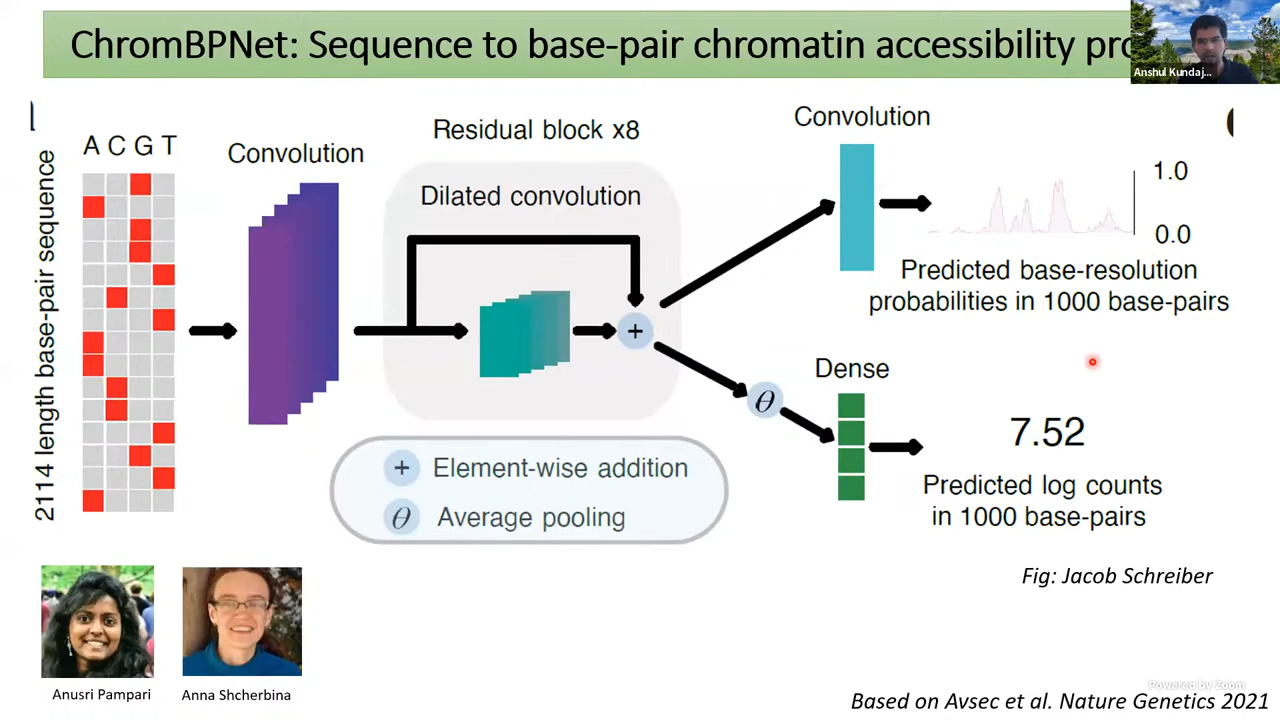 ChromBPNet: Sequence to base-pair chromatin accessibility pro
Anshul Kundaj...
A C G T
2114 length base-pair sequence
Convolution
Residual block x8
Dilated convolution
+
θ
+ Element-wise addition
θ Average pooling
Convolution
1.0
0.0
Predicted base-resolution
probabilities in 1000 base-pairs
Dense
7.52
Predicted log counts
in 1000 base-pairs
Fig: Jacob Schreiber
Anusri Pampari
Anna Shcherbina
Powered by Zoom
Based on Avsec et al. Nature Genetics 2021